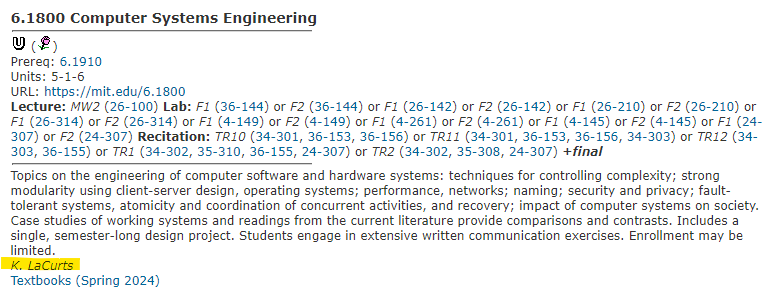 6.1800 Computer Systems Engineering
U ( )
Prereq: 6.1910
Units: 5-1-6
URL: https://mit.edu/6.1800
Lecture: MW2 (26-100) Lab: F1 (36-144) or F2 (36-144) or F1 (26-142) or F2 (26-142) or F1 (26-210) or F2 (26-210) or
F1 (26-314) or F2 (26-314) or F1 (4-149) or F2 (4-149) or F1 (4-261) or F2 (4-261) or F1 (4-145) or F2 (4-145) or F1 (24-
307) or F2 (24-307) Recitation: TR10 (34-301, 36-153, 36-156) or TR11 (34-301, 36-153, 36-156, 34-303) or TR12 (34-
303, 36-155) or TR1 (34-302, 35-310, 36-155, 24-307) or TR2 (34-302, 35-308, 24-307) +final
Topics on the engineering of computer software and hardware systems: techniques for controlling complexity; strong
modularity using client-server design, operating systems; performance, networks; naming; security and privacy; fault-
tolerant systems, atomicity and coordination of concurrent activities, and recovery; impact of computer systems on society.
Case studies of working systems and readings from the current literature provide comparisons and contrasts. Includes a
single, semester-long design project. Students engage in extensive written communication exercises. Enrollment may be
limited.
K. LaCurts
Textbooks (Spring 2024)